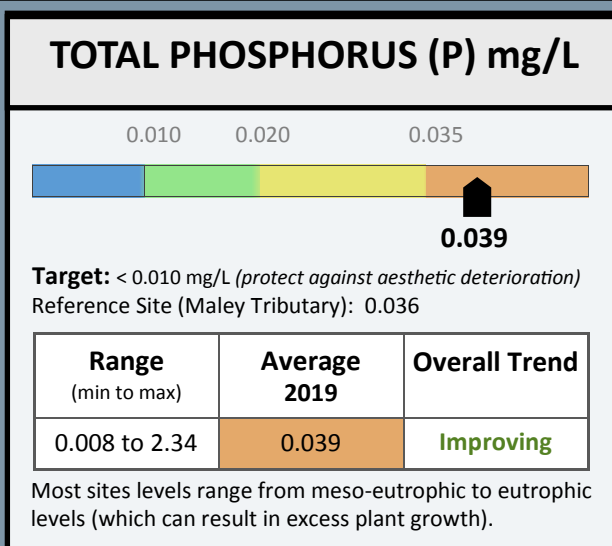 TOTAL PHOSPHORUS (P) mg/L
0.010 0.020 0.035
0.039
Target: < 0.010 mg/L (protect against aesthetic deterioration)
Reference Site (Maley Tributary): 0.036
Range Average Overall Trend
(min to max) 2019
0.008 to 2.34 0.039 Improving
Most sites levels range from meso-eutrophic to eutrophic
levels (which can result in excess plant growth).